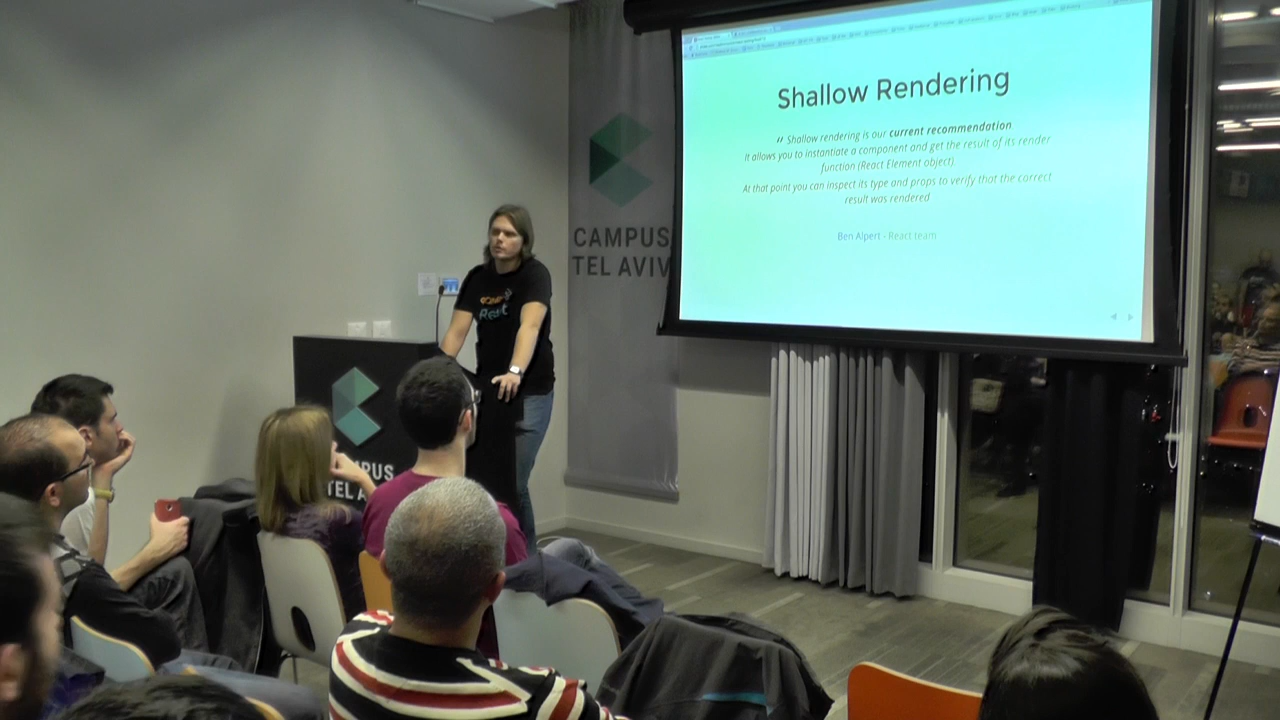 Shallow Rendering
“ Shallow rendering is our current recommendation.
It allows you to instantiate a component and get the result of its render
function (React Element object).
At that point you can inspect its type and props to verify that the correct
result was rendered
Ben Alpert - React team
CAMPUS
TEL AVIV
React
PUS
TEL A